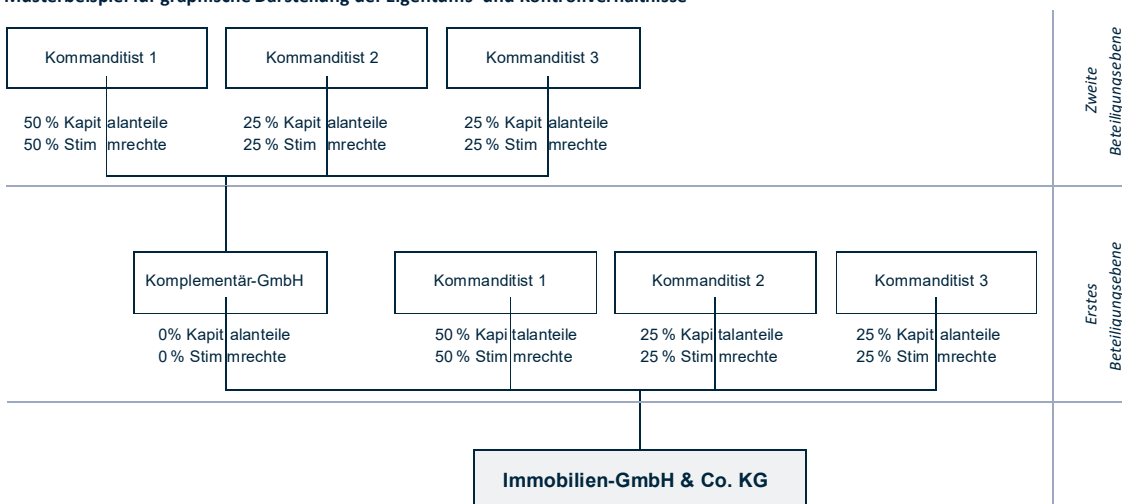 Musterbeispiel für graphische Darstellung der Eigentums- und Kontrollverhältnisse
Kommanditist 1
Kommanditist 2
Kommanditist 3
50 % Kapitalanteile
50 % Stimmrechte
25 % Kapitalanteile
25 % Stimmrechte
25 % Kapitalanteile
25 % Stimmrechte
Zweite
Beteiligungsebene
Komplementär-GmbH
Kommanditist 1
Kommanditist 2
Kommanditist 3
0% Kapitalanteile
0 % Stimmrechte
50 % Kapitalanteile
50 % Stimmrechte
25 % Kapitalanteile
25 % Stimmrechte
25 % Kapitalanteile
25 % Stimmrechte
Erstes
Beteiligungsebene
Immobilien-GmbH & Co. KG